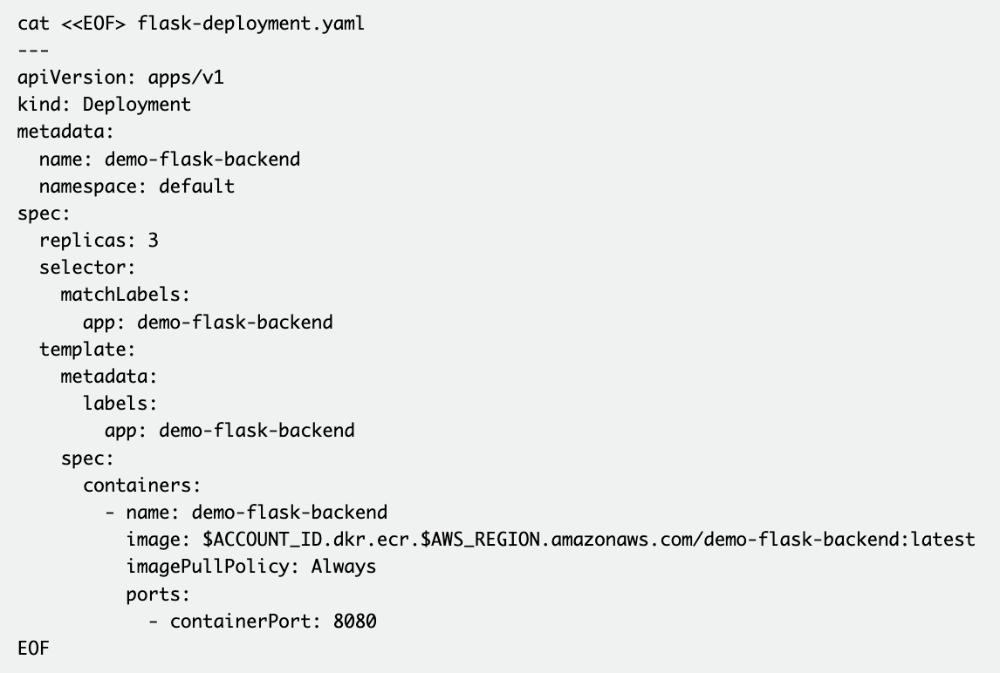 cat <<EOF> flask-deployment.yaml
---
apiVersion: apps/v1
kind: Deployment
metadata:
  name: demo-flask-backend
  namespace: default
spec:
  replicas: 3
  selector:
    matchLabels:
      app: demo-flask-backend
  template:
    metadata:
      labels:
        app: demo-flask-backend
    spec:
      containers:
        - name: demo-flask-backend
          image: $ACCOUNT_ID.dkr.ecr.$AWS_REGION.amazonaws.com/demo-flask-backend:latest
          imagePullPolicy: Always
          ports:
            - containerPort: 8080
EOF